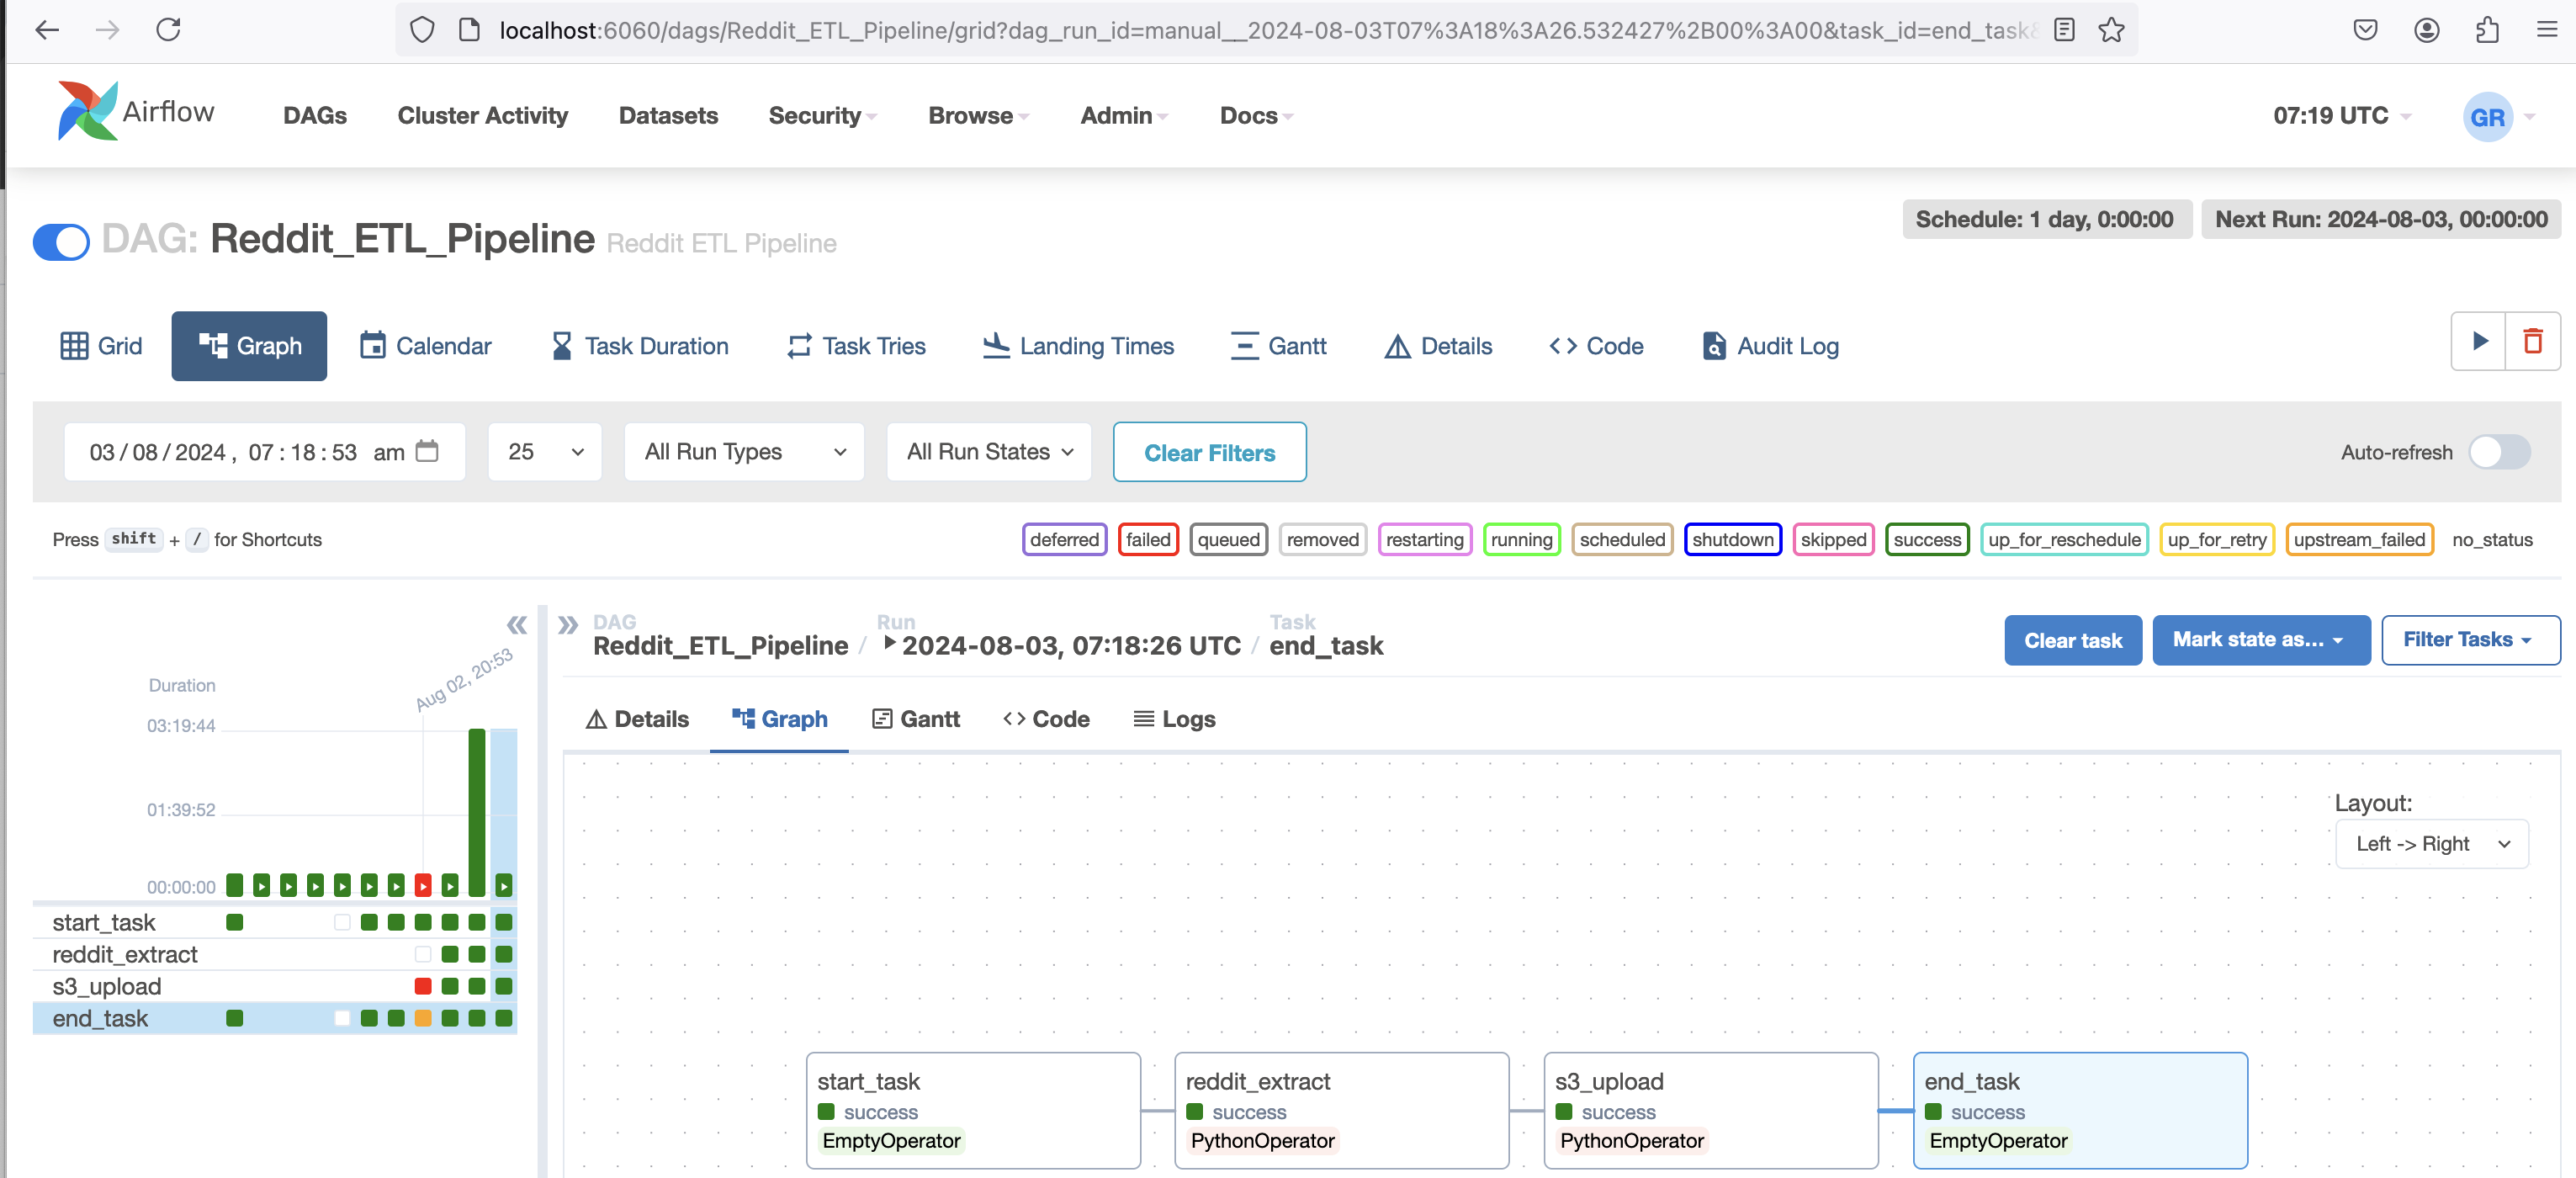 localhost:6060/dags/Reddit_ETL_Pipeline/grid?dag_run_id=manual__2024-08-03T07%3A18%3A26.532427%2B00%3A00&task_id=end_task
Airflow DAGs Cluster Activity Datasets Security Browse Admin Docs 07:19 UTC GR
Schedule: 1 day, 0:00:00 Next Run: 2024-08-03, 00:00:00
DAG: Reddit_ETL_Pipeline Reddit ETL Pipeline
Grid Graph Calendar Task Duration Task Tries Landing Times Gantt Details Code Audit Log
03/08/2024, 07:18:53 am 25 All Run Types All Run States Clear Filters Auto-refresh
Press shift + / for Shortcuts deferred failed queued removed restarting running scheduled shutdown skipped success up_for_reschedule up_for_retry upstream_failed no_status
DAG Run Task
Reddit_ETL_Pipeline / 2024-08-03, 07:18:26 UTC / end_task Clear task Mark state as... Filter Tasks
Details Graph Gantt Code Logs
Aug 02, 20:53
Duration
03:19:44
01:39:52
00:00:00
start_task
reddit_extract
s3_upload
end_task
Layout:
Left -> Right
start_task
success
EmptyOperator
reddit_extract
success
PythonOperator
s3_upload
success
PythonOperator
end_task
success
EmptyOperator